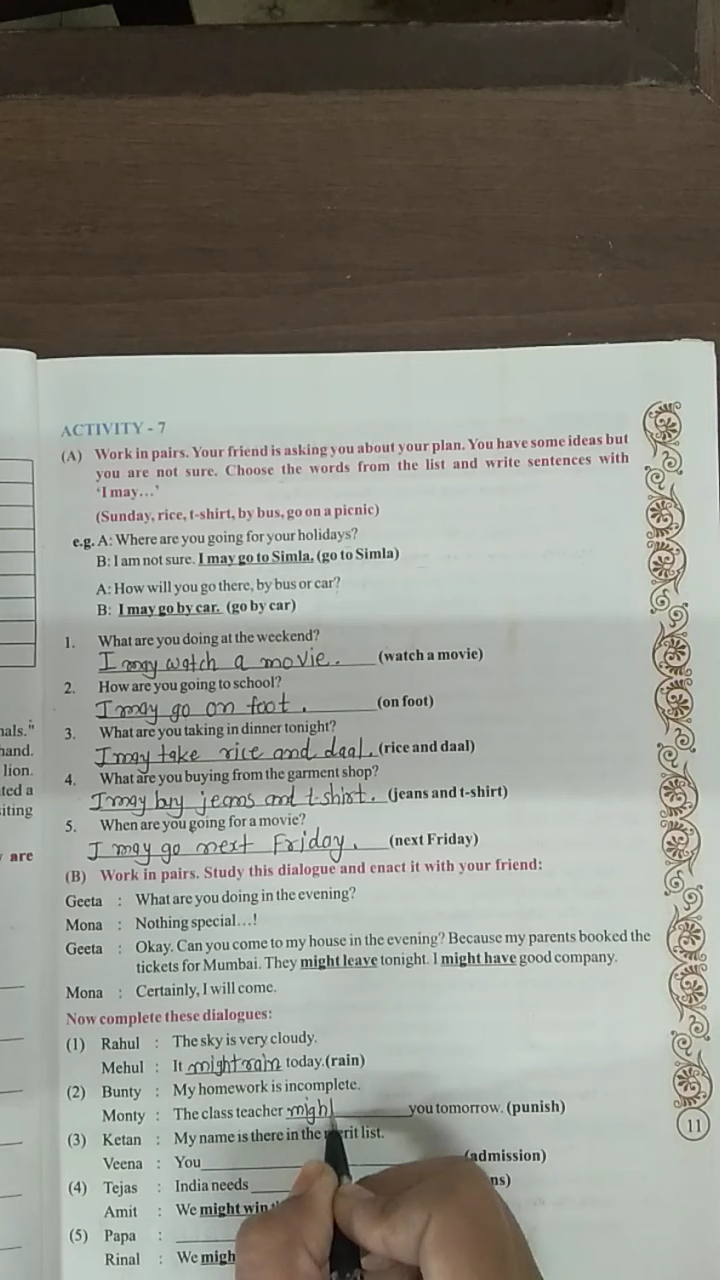 ACTIVITY - 7
(A) Work in pairs. Your friend is asking you about your plan. You have some ideas but
you are not sure. Choose the words from the list and write sentences with
'I may…'
(Sunday, rice, t-shirt, by bus, go on a picnic)
e.g. A: Where are you going for your holidays?
B: I am not sure. I may go to Simla. (go to Simla)
A: How will you go there, by bus or car?
B: I may go by car. (go by car)
1. What are you doing at the weekend?
I may watch a movie. (watch a movie)
2. How are you going to school?
I may go on foot. (on foot)
3. What are you taking in dinner tonight?
I may take rice and daal. (rice and daal)
4. What are you buying from the garment shop?
I may buy jeans and t-shirt. (jeans and t-shirt)
5. When are you going for a movie?
I may go next Friday. (next Friday)
(B) Work in pairs. Study this dialogue and enact it with your friend:
Geeta : What are you doing in the evening?
Mona : Nothing special…!
Geeta : Okay. Can you come to my house in the evening? Because my parents booked the
tickets for Mumbai. They might leave tonight. I might have good company.
Mona : Certainly, I will come.
Now complete these dialogues:
(1) Rahul : The sky is very cloudy.
Mehul : It might rain today. (rain)
(2) Bunty : My homework is incomplete.
Monty : The class teacher might you tomorrow. (punish)
(3) Ketan : My name is there in the merit list.
Veena : You (admission)
(4) Tejas : India needs
Amit : We might win
(5) Papa :
Rinal : We
hand.
lion.
ted a
siting
are
11